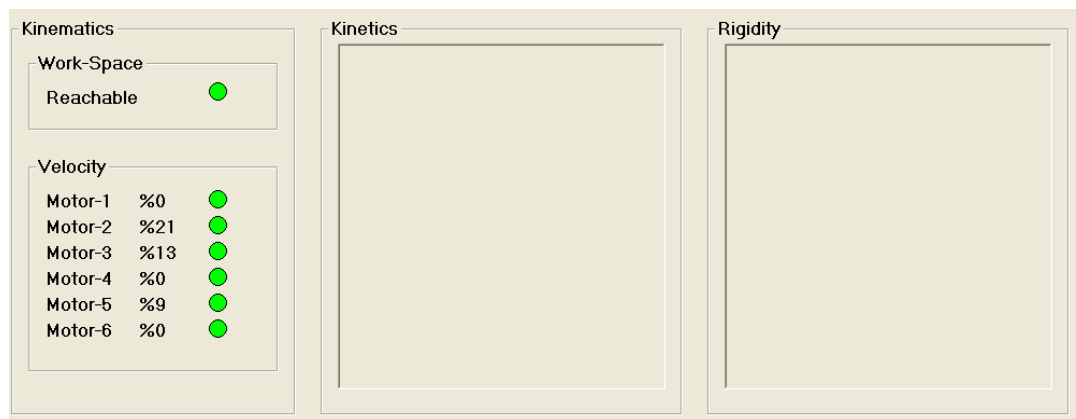 Kinematics
Work-Space
Reachable
Velocity
Motor-1 %0
Motor-2 %21
Motor-3 %13
Motor-4 %0
Motor-5 %9
Motor-6 %0
Kinetics
Rigidity